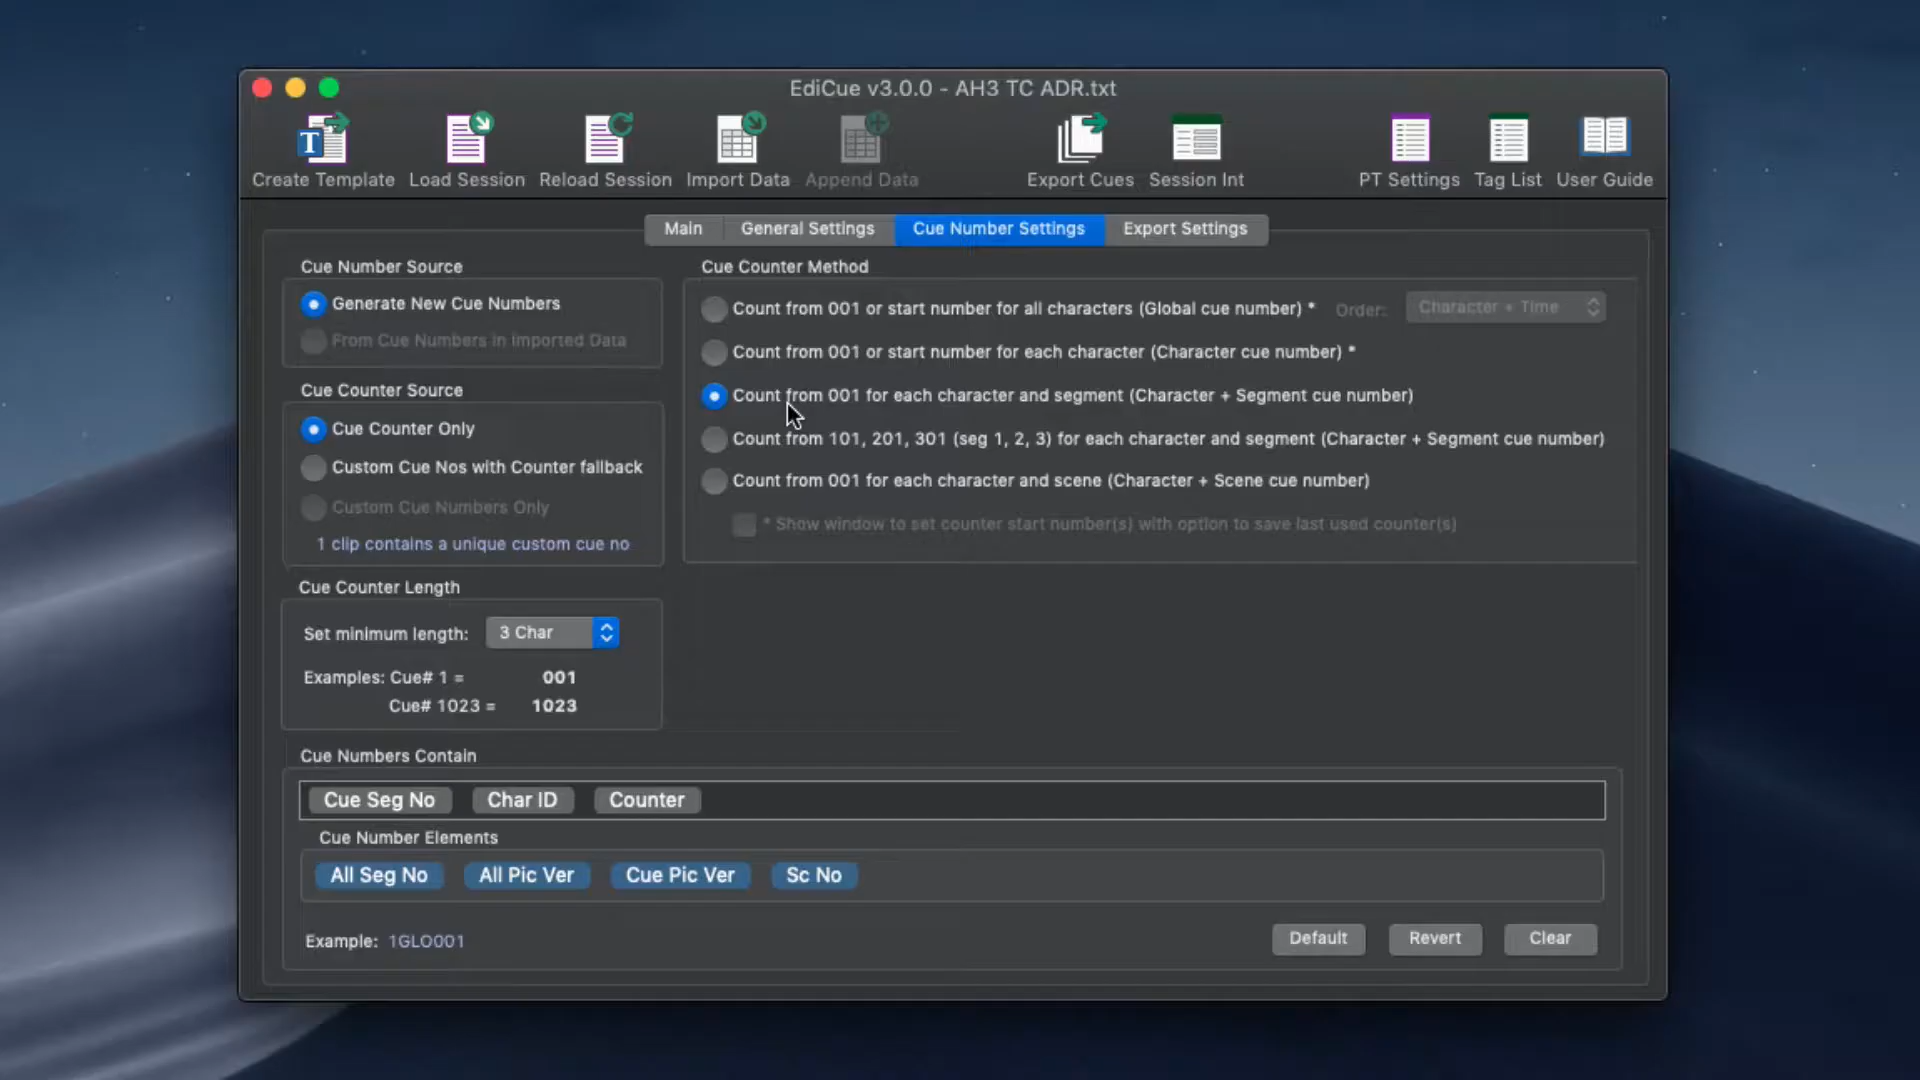 EdiCue v3.0.0 - AH3 TC ADR.txt
T
Create Template
Load Session
Reload Session
Import Data
Append Data
Export Cues
Session Int
PT Settings
Tag List
User Guide
Main
General Settings
Cue Number Settings
Export Settings
Cue Number Source
Generate New Cue Numbers
From Cue Numbers in Imported Data
Cue Counter Source
Cue Counter Only
Custom Cue Nos with Counter fallback
Custom Cue Numbers Only
1 clip contains a unique custom cue no
Cue Counter Length
Set minimum length: 3 Char
Examples: Cue# 1 = 001
Cue# 1023 = 1023
Cue Counter Method
Count from 001 or start number for all characters (Global cue number) * Order: Character + Time
Count from 001 or start number for each character (Character cue number) *
Count from 001 for each character and segment (Character + Segment cue number)
Count from 101, 201, 301 (seg 1, 2, 3) for each character and segment (Character + Segment cue number)
Count from 001 for each character and scene (Character + Scene cue number)
* Show window to set counter start number(s) with option to save last used counter(s)
Cue Numbers Contain
Cue Seg No Char ID Counter
Cue Number Elements
All Seg No All Pic Ver Cue Pic Ver Sc No
Example: 1GLO001
Default Revert Clear